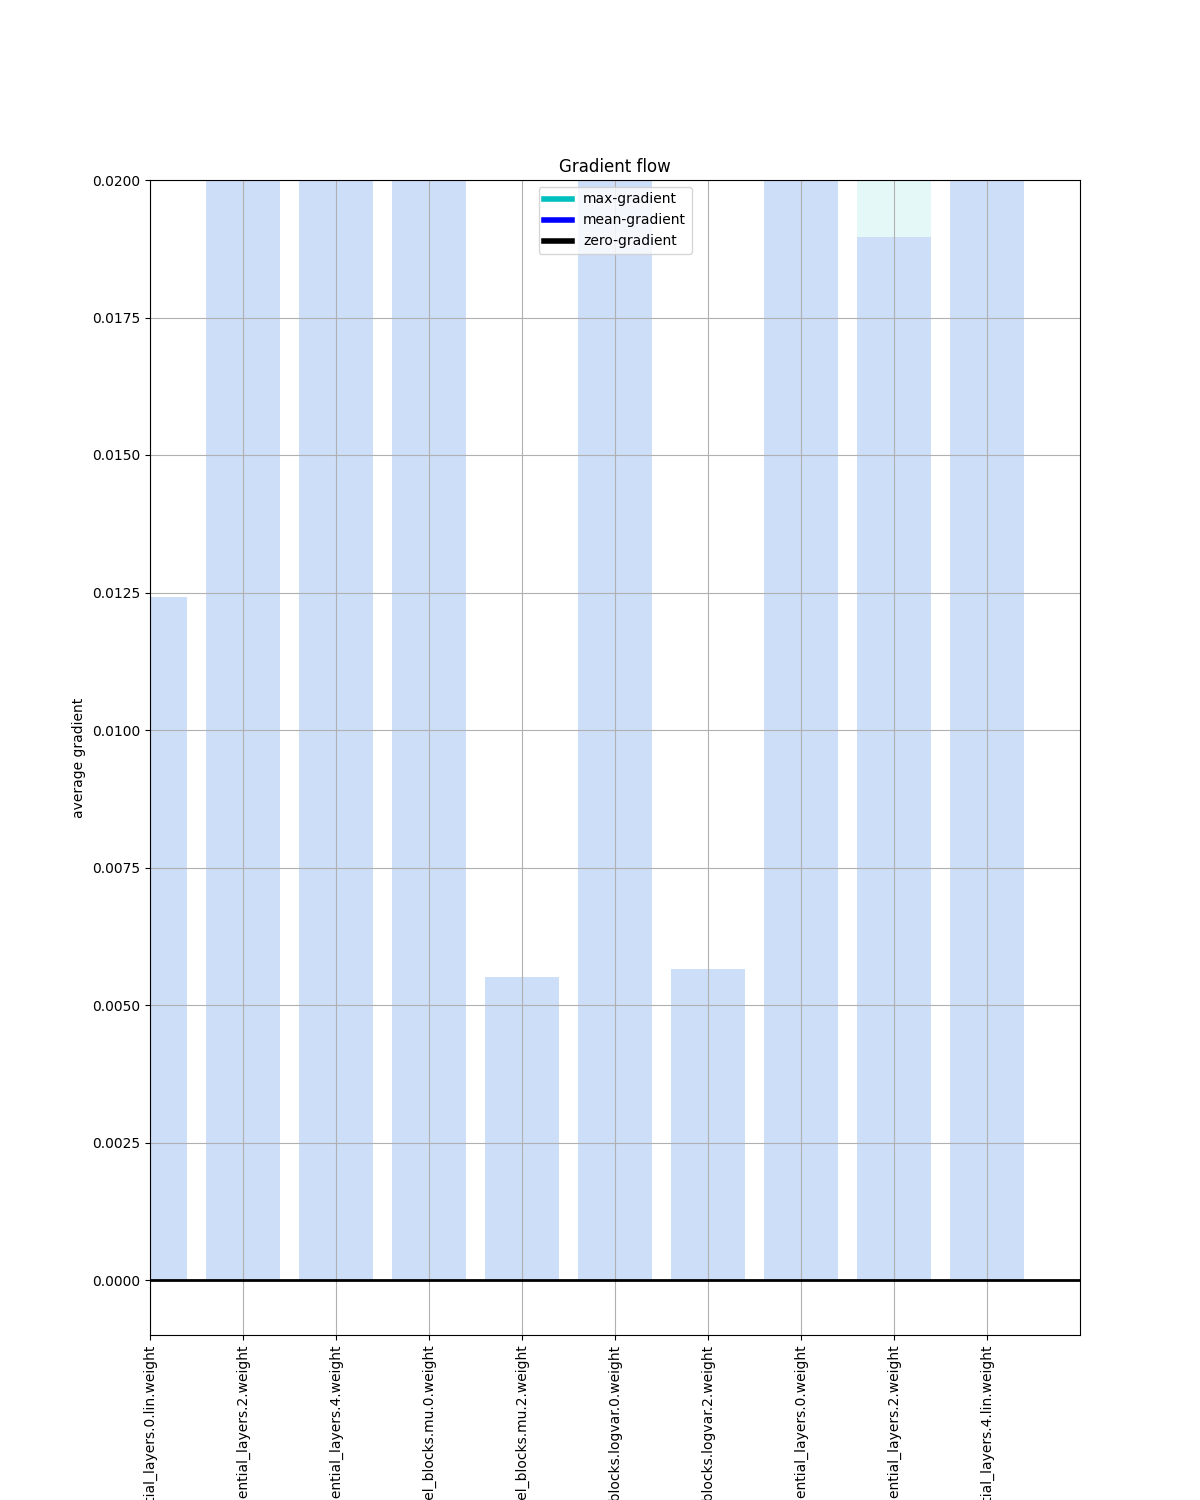 Gradient flow
max-gradient
mean-gradient
zero-gradient
0.0200
0.0175
0.0150
0.0125
0.0100
0.0075
0.0050
0.0025
0.0000
average gradient
tial_layers.0.lin.weight
ential_layers.2.weight
ential_layers.4.weight
el_blocks.mu.0.weight
el_blocks.mu.2.weight
blocks.logvar.0.weight
blocks.logvar.2.weight
ential_layers.0.weight
ential_layers.2.weight
tial_layers.4.lin.weight